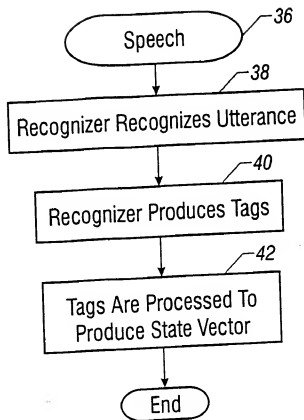 Speech
36
38
Recognizer Recognizes Utterance
40
Recognizer Produces Tags
42
Tags Are Processed To
Produce State Vector
End